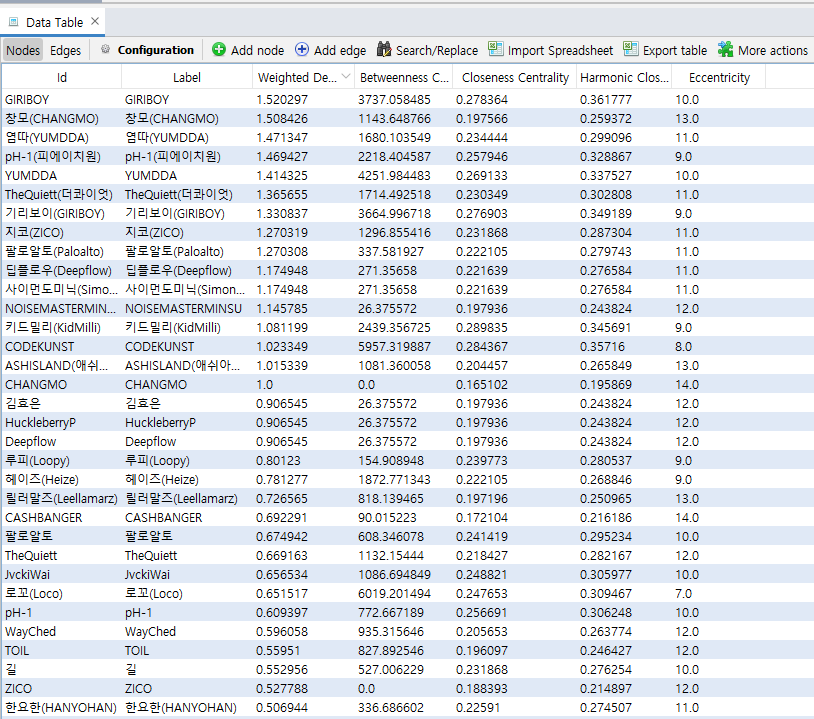 Data Table ×
Nodes Edges Configuration Add node Add edge Search/Replace Import Spreadsheet Export table More actions
Id Label Weighted De... Betweenness C... Closeness Centrality Harmonic Clos... Eccentricity
GIRIBOY GIRIBOY 1.520297 3737.058485 0.278364 0.361777 10.0
창모(CHANGMO) 창모(CHANGMO) 1.508426 1143.648766 0.197566 0.259372 13.0
염따(YUMDDA) 염따(YUMDDA) 1.471347 1680.103549 0.234444 0.299096 11.0
pH-1(피에이치원) pH-1(피에이치원) 1.469427 2218.404587 0.257946 0.328867 9.0
YUMDDA YUMDDA 1.414325 4251.984483 0.269133 0.337527 10.0
TheQuiett(더콰이엇) TheQuiett(더콰이엇) 1.365655 1714.492518 0.230349 0.302808 11.0
기리보이(GIRIBOY) 기리보이(GIRIBOY) 1.330837 3664.996718 0.276903 0.349189 9.0
지코(ZICO) 지코(ZICO) 1.270319 1296.855416 0.231868 0.287304 11.0
팔로알토(Paloalto) 팔로알토(Paloalto) 1.270308 337.581927 0.222105 0.279743 11.0
딥플로우(Deepflow) 딥플로우(Deepflow) 1.174948 271.35658 0.221639 0.276584 11.0
사이먼도미닉(Simo... 사이먼도미닉(Simon... 1.174948 271.35658 0.221639 0.276584 11.0
NOISEMASTERMIN... NOISEMASTERMINSU 1.145785 26.375572 0.197936 0.243824 12.0
키드밀리(KidMilli) 키드밀리(KidMilli) 1.081199 2439.356725 0.289835 0.345691 9.0
CODEKUNST CODEKUNST 1.023349 5957.319887 0.284367 0.35716 8.0
ASHISLAND(애쉬... ASHISLAND(애쉬아... 1.015339 1081.360058 0.204457 0.265849 13.0
CHANGMO CHANGMO 1.0 0.0 0.165102 0.195869 14.0
김효은 김효은 0.906545 26.375572 0.197936 0.243824 12.0
HuckleberryP HuckleberryP 0.906545 26.375572 0.197936 0.243824 12.0
Deepflow Deepflow 0.906545 26.375572 0.197936 0.243824 12.0
루피(Loopy) 루피(Loopy) 0.80123 154.908948 0.239773 0.280537 9.0
헤이즈(Heize) 헤이즈(Heize) 0.781277 1872.771343 0.222105 0.268846 9.0
릴러말즈(Leellamarz) 릴러말즈(Leellamarz) 0.726565 818.139465 0.197196 0.250965 13.0
CASHBANGER CASHBANGER 0.692291 90.015223 0.172104 0.216186 14.0
팔로알토 팔로알토 0.674942 608.346078 0.241419 0.295234 10.0
TheQuiett TheQuiett 0.669163 1132.15444 0.218427 0.282167 12.0
JvckiWai JvckiWai 0.656534 1086.694849 0.248821 0.305977 10.0
로꼬(Loco) 로꼬(Loco) 0.651517 6019.201494 0.247653 0.309467 7.0
pH-1 pH-1 0.609397 772.667189 0.256691 0.306248 10.0
WayChed WayChed 0.596058 935.315646 0.205653 0.263774 12.0
TOIL TOIL 0.55951 827.892546 0.196097 0.246427 12.0
길 길 0.552956 527.006229 0.231868 0.276254 10.0
ZICO ZICO 0.527788 0.0 0.188393 0.214897 12.0
한요한(HANYOHAN) 한요한(HANYOHAN) 0.506944 336.686602 0.22591 0.274507 11.0